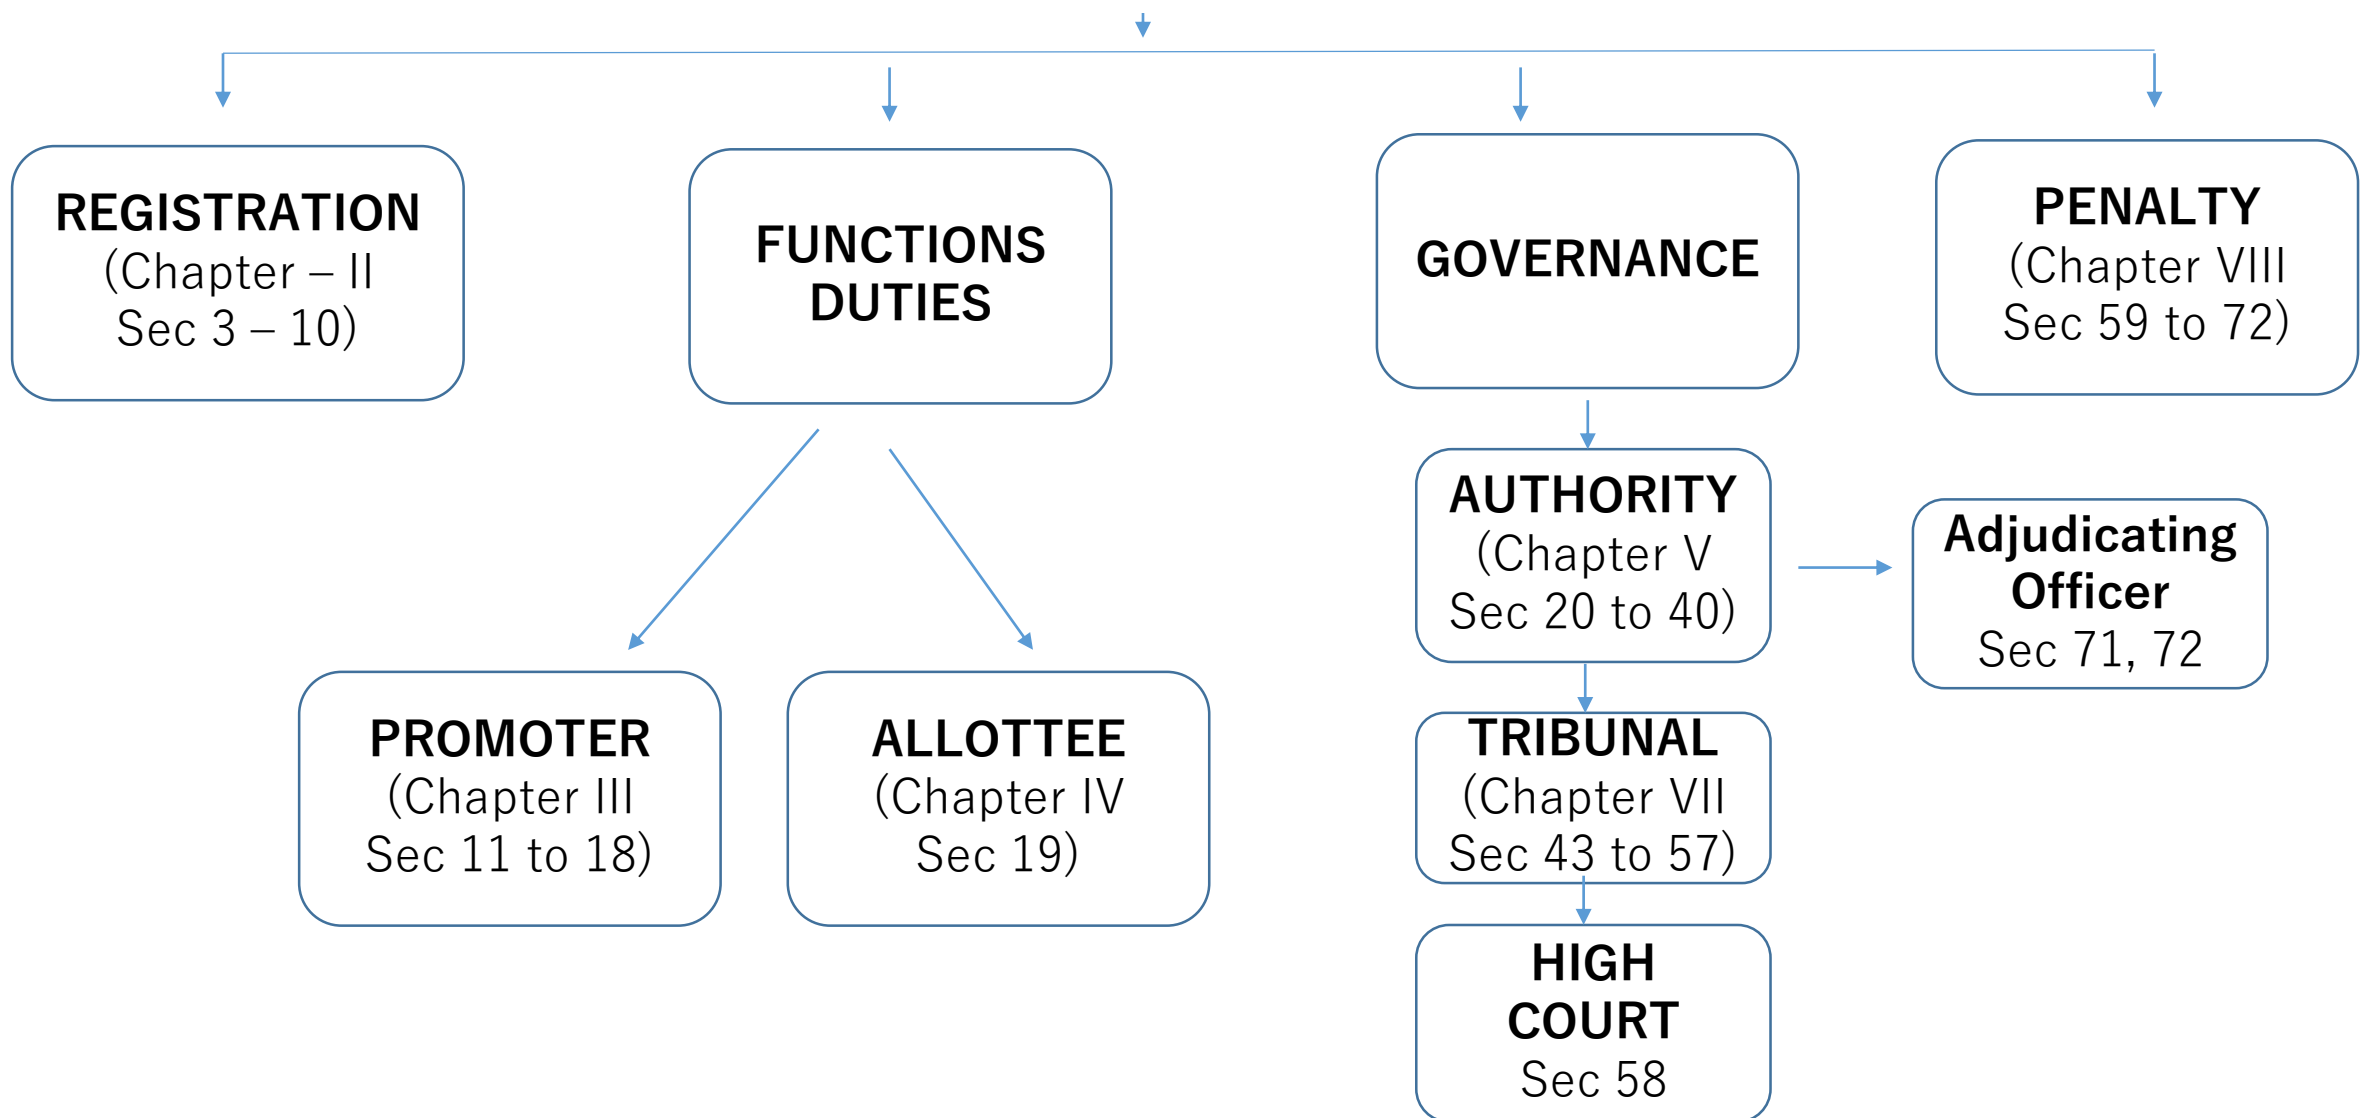 REGISTRATION
(Chapter – II
Sec 3 – 10)
FUNCTIONS
DUTIES
GOVERNANCE
PENALTY
(Chapter VIII
Sec 59 to 72)
AUTHORITY
(Chapter V
Sec 20 to 40)
Adjudicating
Officer
Sec 71, 72
PROMOTER
(Chapter III
Sec 11 to 18)
ALLOTTEE
(Chapter IV
Sec 19)
TRIBUNAL
(Chapter VII
Sec 43 to 57)
HIGH
COURT
Sec 58